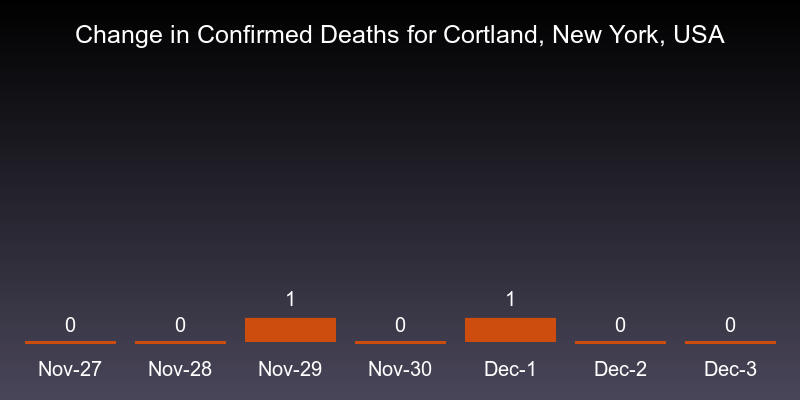 Change in Confirmed Deaths for Cortland, New York, USA
0 0 1 0 1 0 0
Nov-27 Nov-28 Nov-29 Nov-30 Dec-1 Dec-2 Dec-3